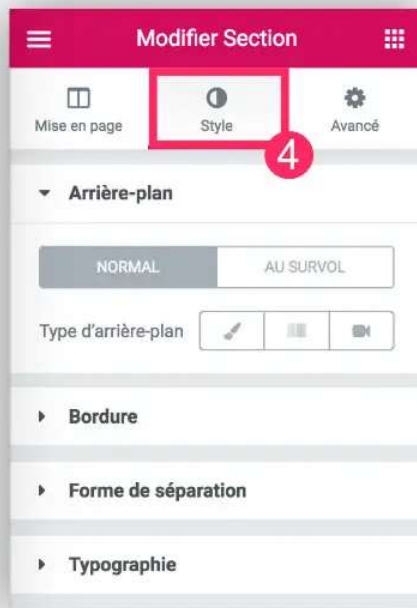 Modifier Section
Mise en page
Style
Avancé
4
Arrière-plan
NORMAL
AU SURVOL
Type d'arrière-plan
Bordure
Forme de séparation
Typographie